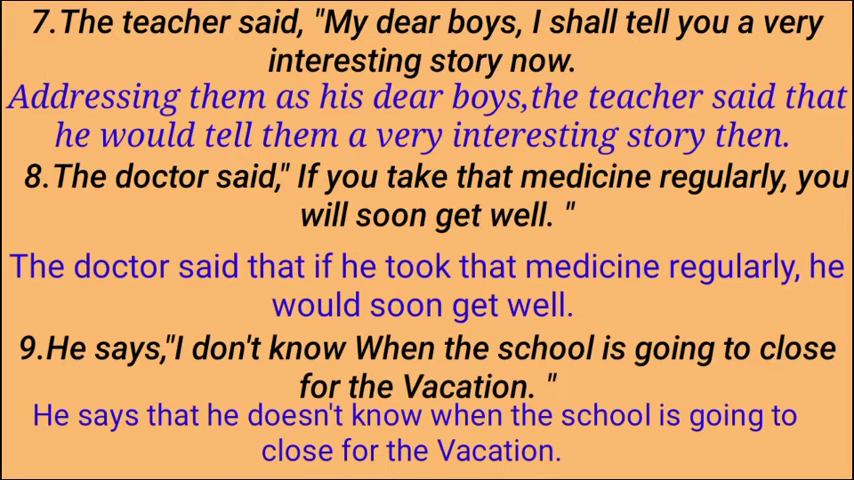 7.The teacher said, "My dear boys, I shall tell you a very
interesting story now.
Addressing them as his dear boys,the teacher said that
he would tell them a very interesting story then.
8.The doctor said," If you take that medicine regularly, you
will soon get well. "
The doctor said that if he took that medicine regularly, he
would soon get well.
9.He says,"I don't know When the school is going to close
for the Vacation. "
He says that he doesn't know when the school is going to
close for the Vacation.